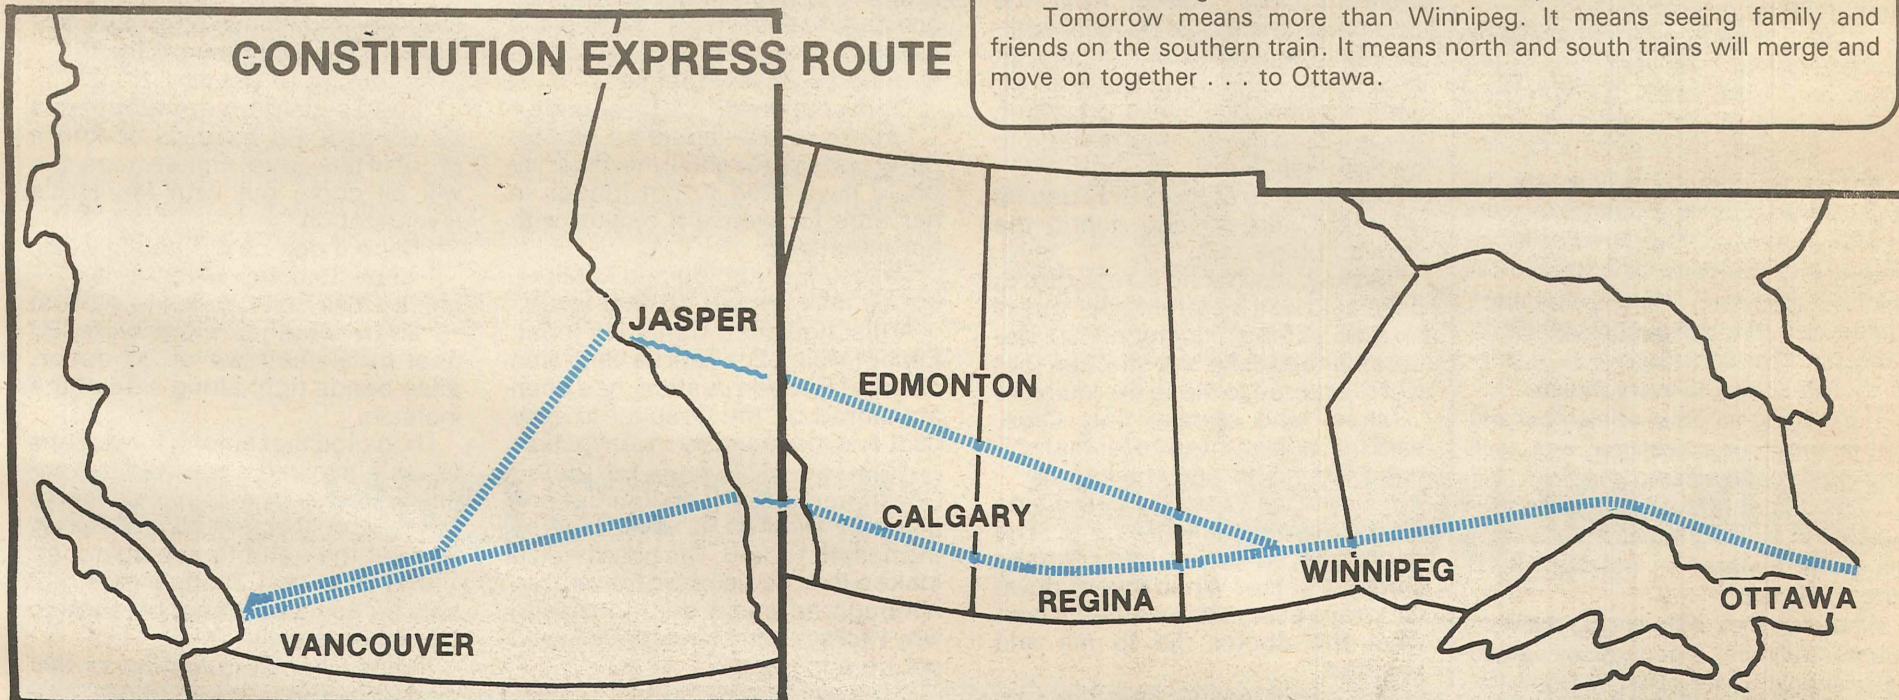 Tomorrow means more than Winnipeg. It means seeing family and
friends on the southern train. It means north and south trains will merge and
move on together . . . to Ottawa.
CONSTITUTION EXPRESS ROUTE
JASPER
EDMONTON
CALGARY
WINNIPEG
REGINA
OTTAWA
VANCOUVER